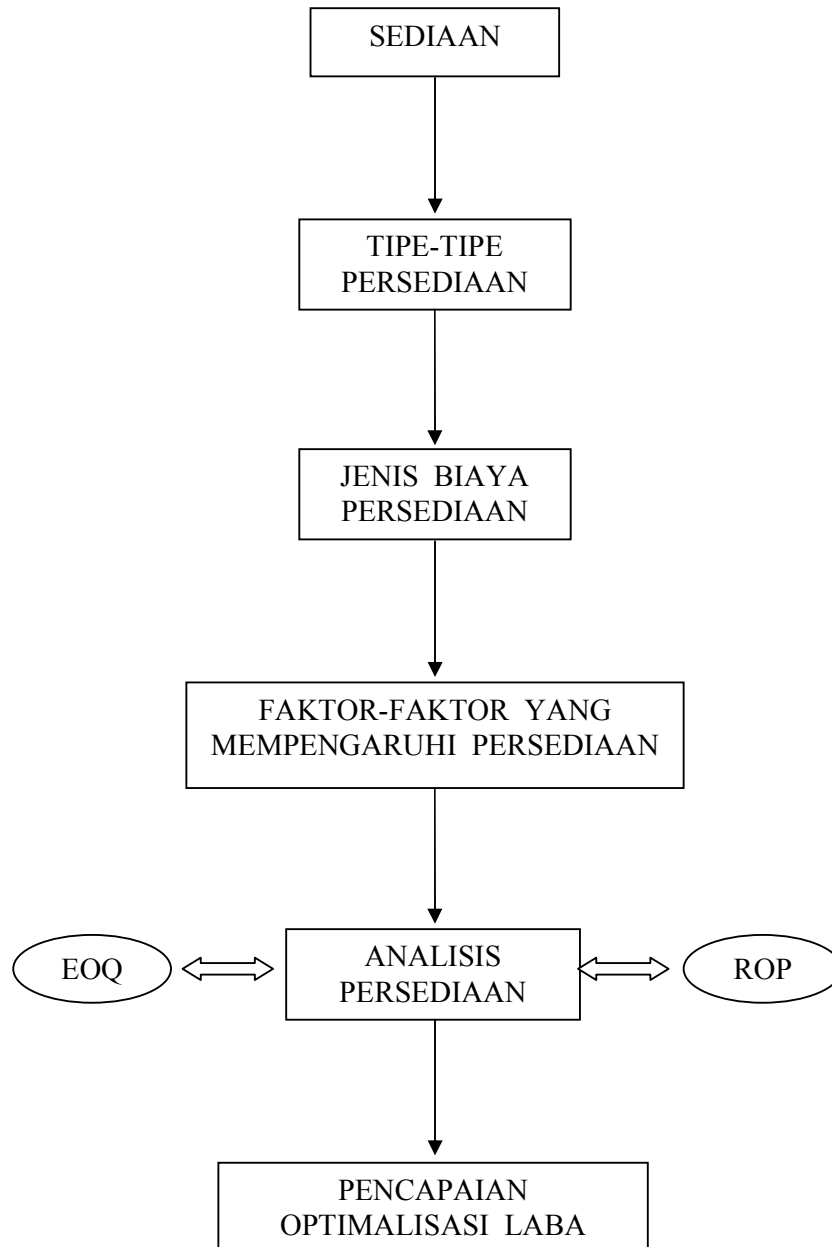 SEDIAAN
TIPE-TIPE
PERSEDIAAN
JENIS BIAYA
PERSEDIAAN
FAKTOR-FAKTOR YANG
MEMPENGARUHI PERSEDIAAN
EOQ
ANALISIS
PERSEDIAAN
ROP
PENCAPAIAN
OPTIMALISASI LABA